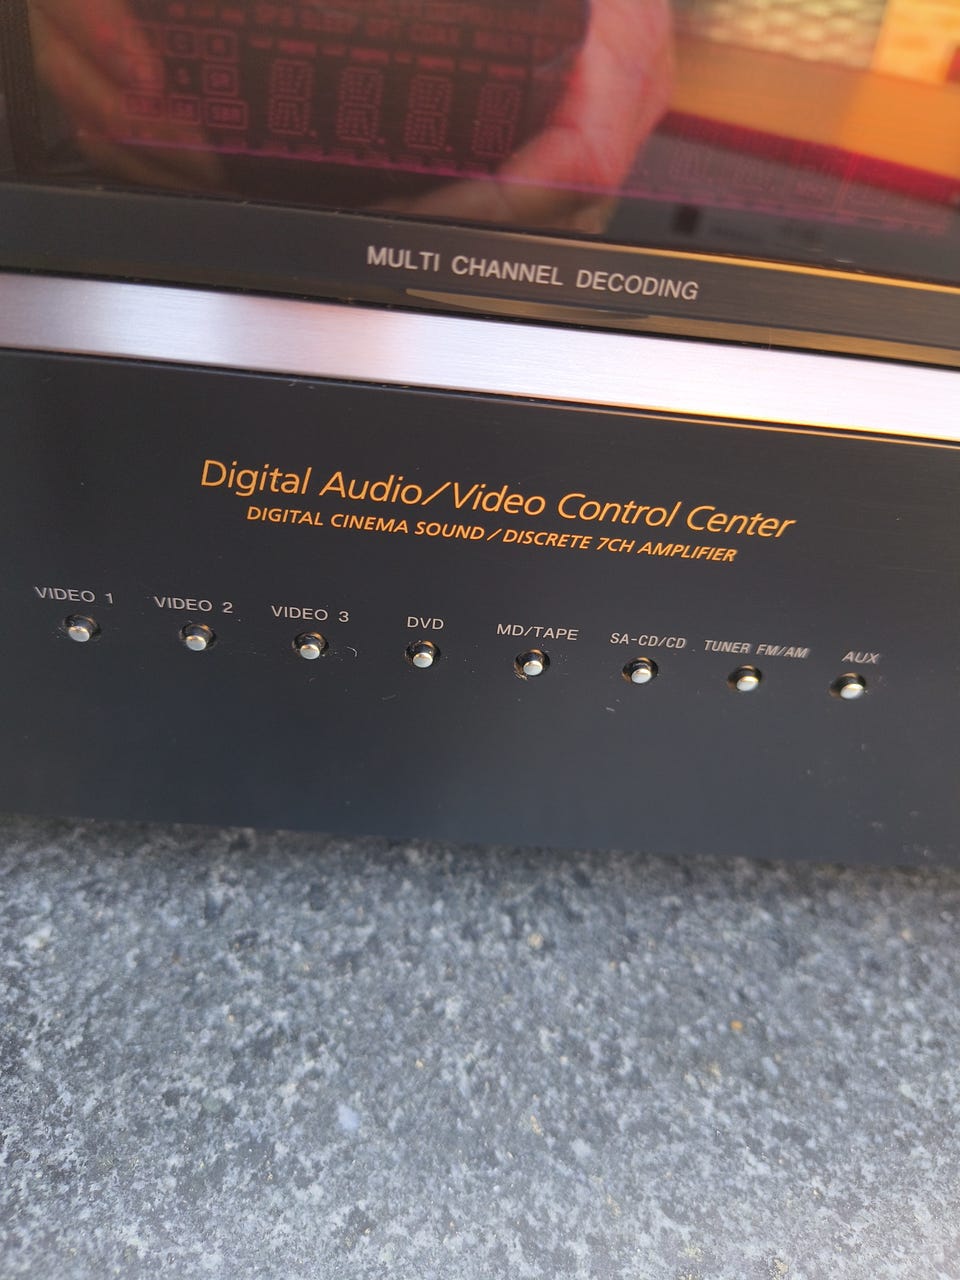 MULTI CHANNEL DECODING
Digital Audio/Video Control Center
DIGITAL CINEMA SOUND / DISCRETE 7CH AMPLIFIER
VIDEO 1 VIDEO 2 VIDEO 3 DVD MD/TAPE SA-CD/CD TUNER FM/AM AUX